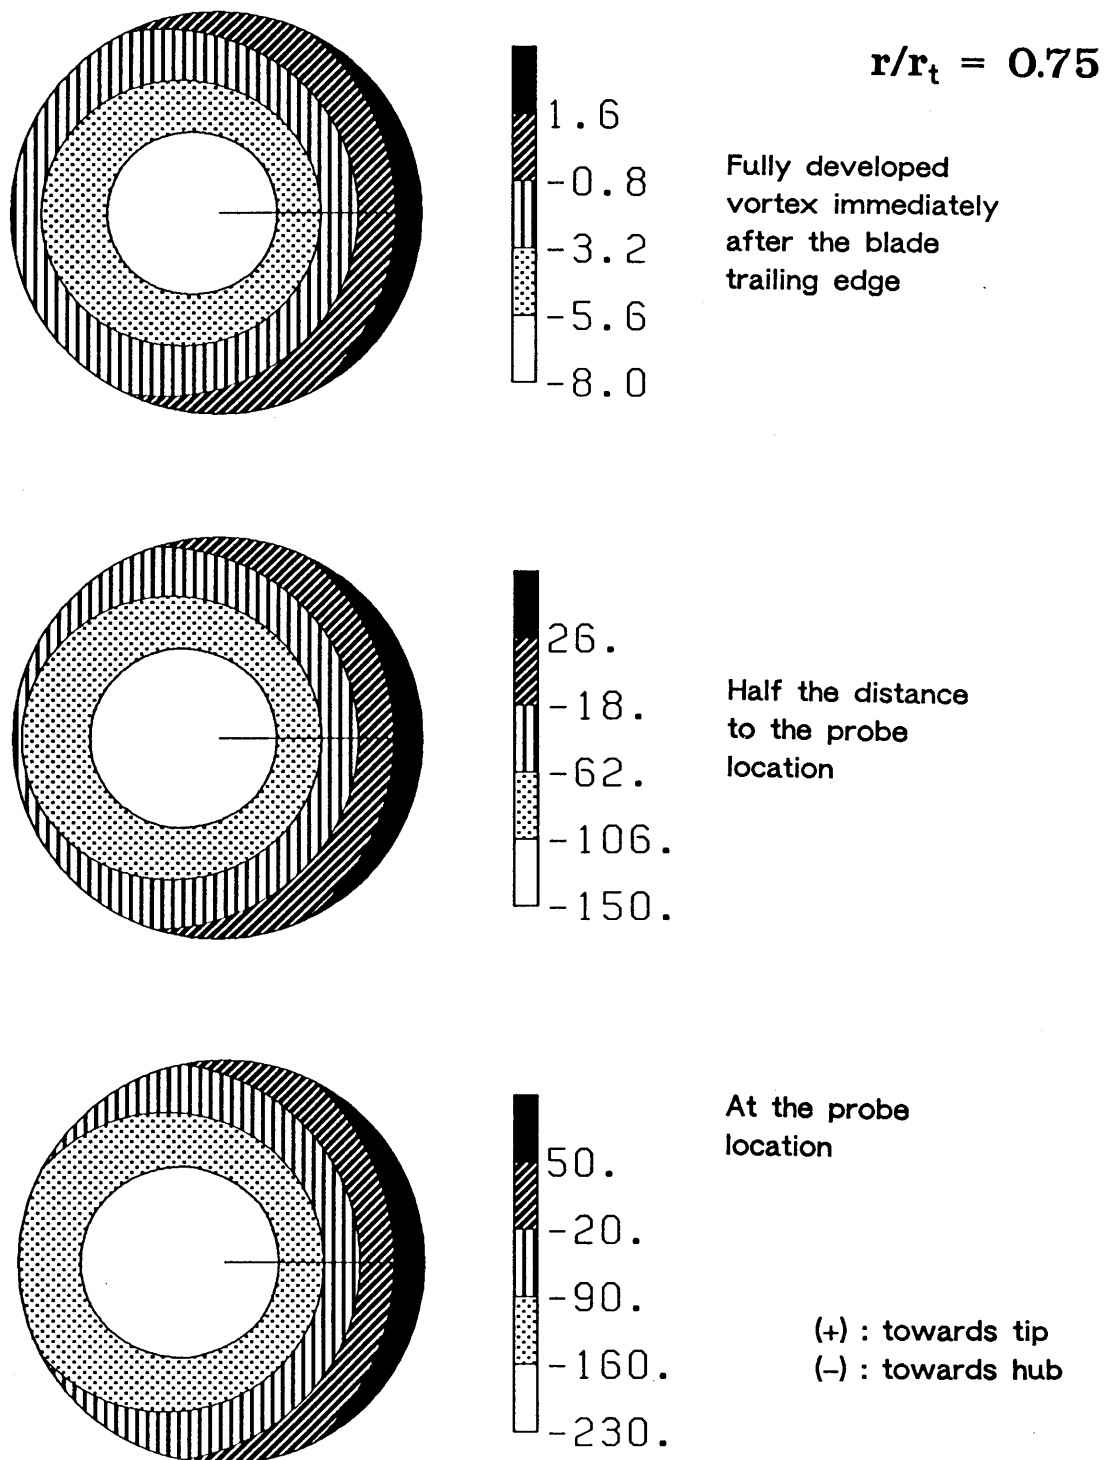 r/rt = 0.75
1.6
-0.8
-3.2
-5.6
-8.0
Fully developed
vortex immediately
after the blade
trailing edge
26.
-18.
-62.
-106.
-150.
Half the distance
to the probe
location
50.
-20.
-90.
-160.
-230.
At the probe
location
(+) : towards tip
(-) : towards hub